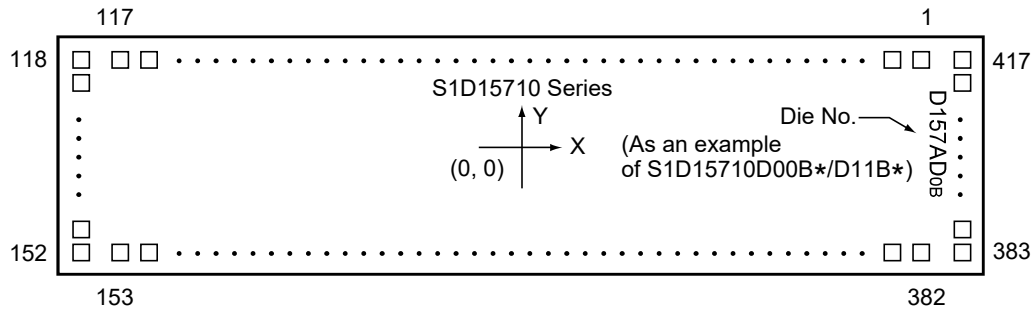 117 1
118 417
S1D15710 Series
Y
X
(0, 0)
Die No.
(As an example
of S1D15710D00B*/D11B*)
D157AD0B
152 383
153 382